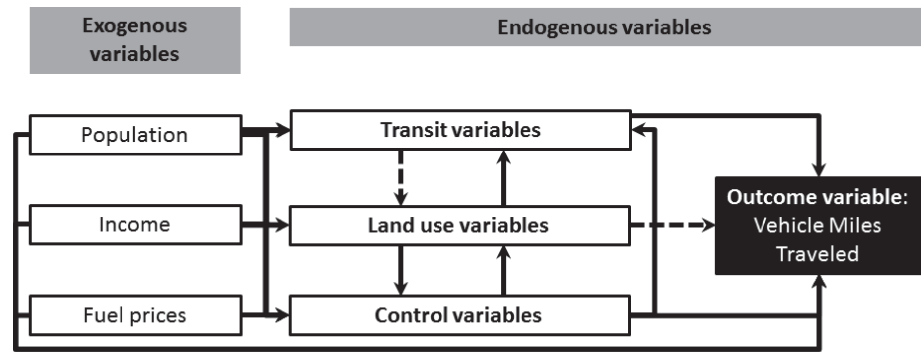 Exogenous
variables
Endogenous variables
Population
Transit variables
Income
Land use variables
Outcome variable:
Vehicle Miles
Traveled
Fuel prices
Control variables